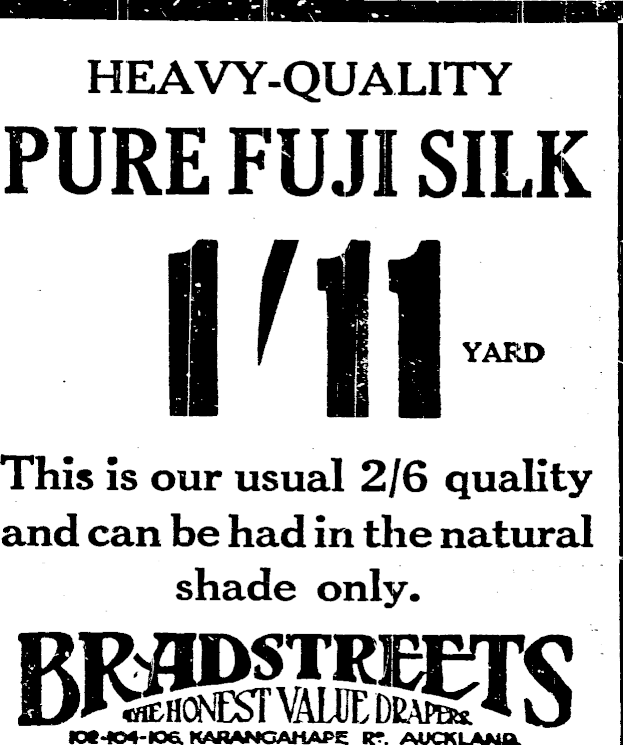 HEAVY-QUALITY
PURE FUJI SILK
1/11
YARD
This is our usual 2/6 quality
and can be had in the natural
shade only.
BRADSTREETS
THE HONEST VALUE DRAPERS
102-104-106, KARANGAHAPE RD. AUCKLAND.